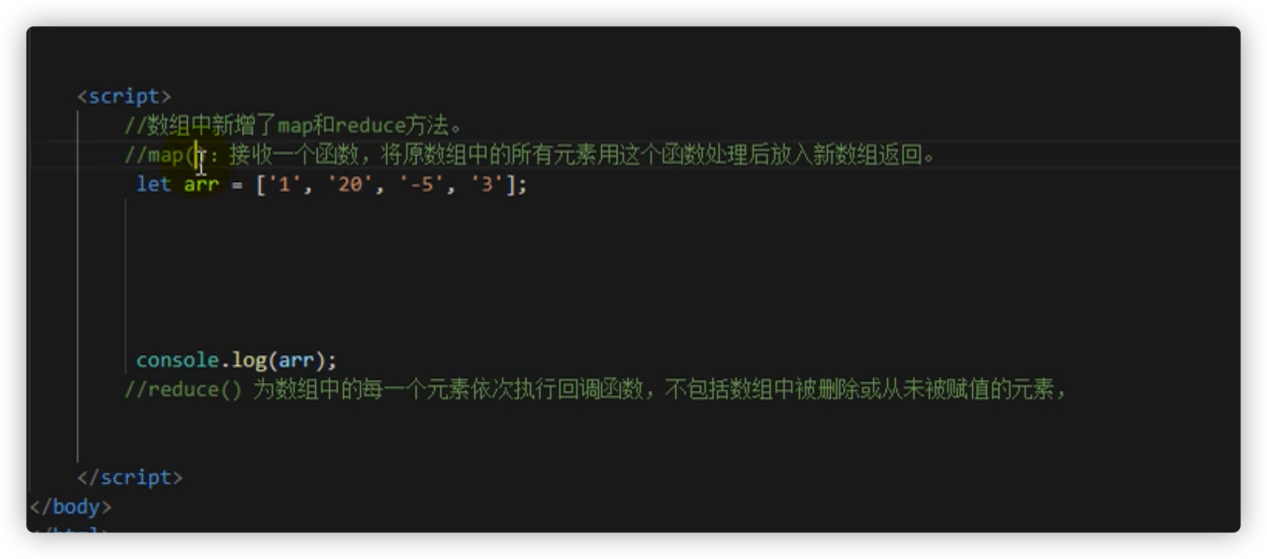 <script>
//数组中新增了map和reduce方法。
//map(): 接收一个函数，将原数组中的所有元素用这个函数处理后放入新数组返回。
let arr = ['1', '20', '-5', '3'];
console.log(arr);
//reduce() 为数组中的每一个元素依次执行回调函数，不包括数组中被删除或从未被赋值的元素，
</script>
</body>